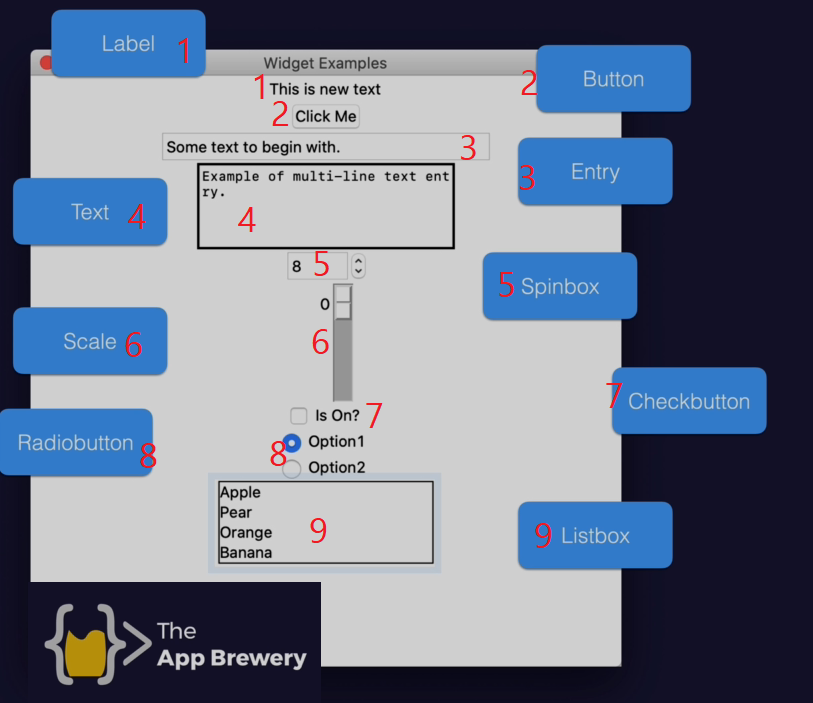 Label 1
Widget Examples
1 This is new text
2 Button
2 Click Me
Some text to begin with. 3
3 Entry
Example of multi-line text ent
ry.
Text 4
4
8 5
5 Spinbox
0
Scale 6
6
Is On? 7
7 Checkbutton
Radiobutton 8
8 Option1
Option2
Apple
Pear
Orange
Banana
9
9 Listbox
The
App Brewery